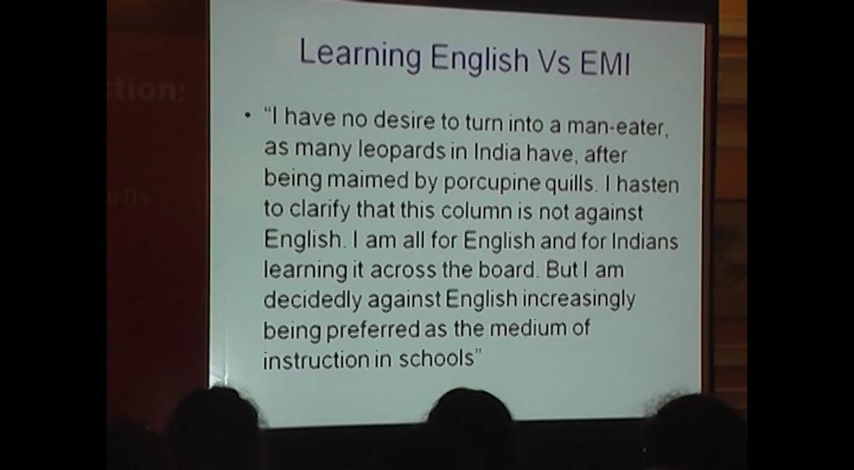 Learning English Vs EMI
• “I have no desire to turn into a man-eater,
as many leopards in India have, after
being maimed by porcupine quills. I hasten
to clarify that this column is not against
English. I am all for English and for Indians
learning it across the board. But I am
decidedly against English increasingly
being preferred as the medium of
instruction in schools”
tion: